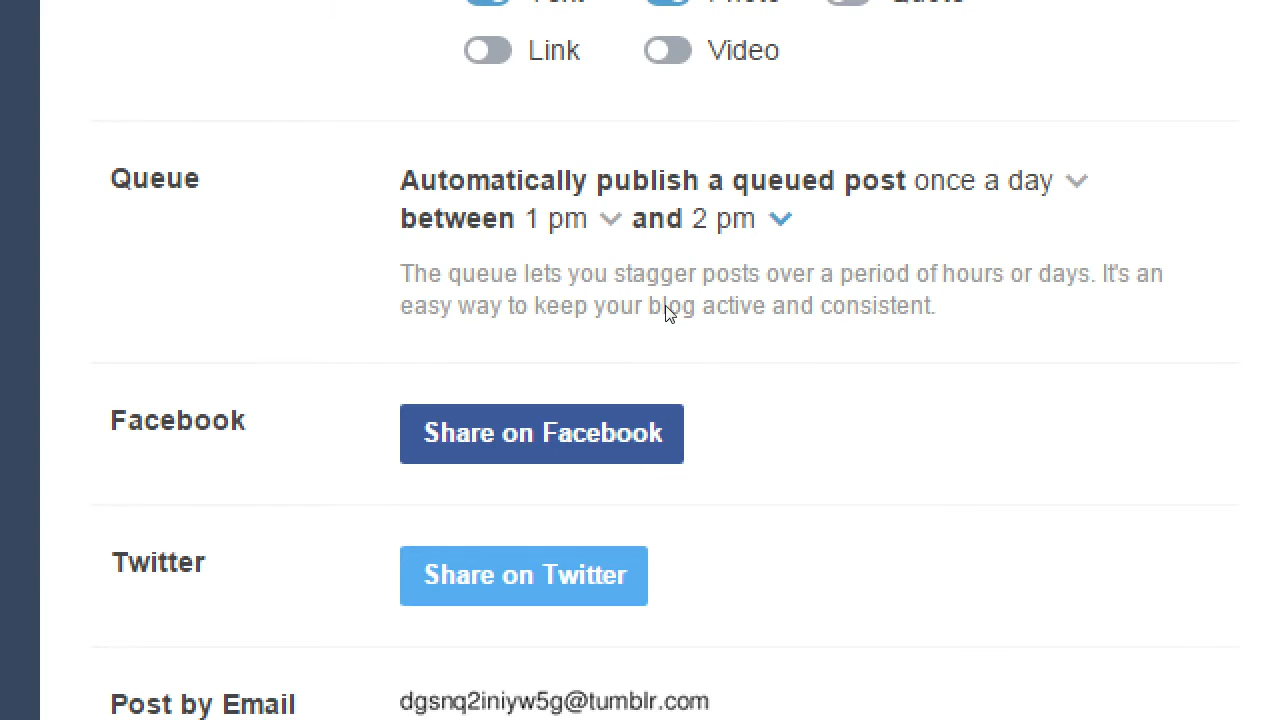 Link Video
Queue Automatically publish a queued post once a day
between 1 pm and 2 pm
The queue lets you stagger posts over a period of hours or days. It's an
easy way to keep your blog active and consistent.
Facebook Share on Facebook
Twitter Share on Twitter
Post by Email dgsnq2iniyw5g@tumblr.com